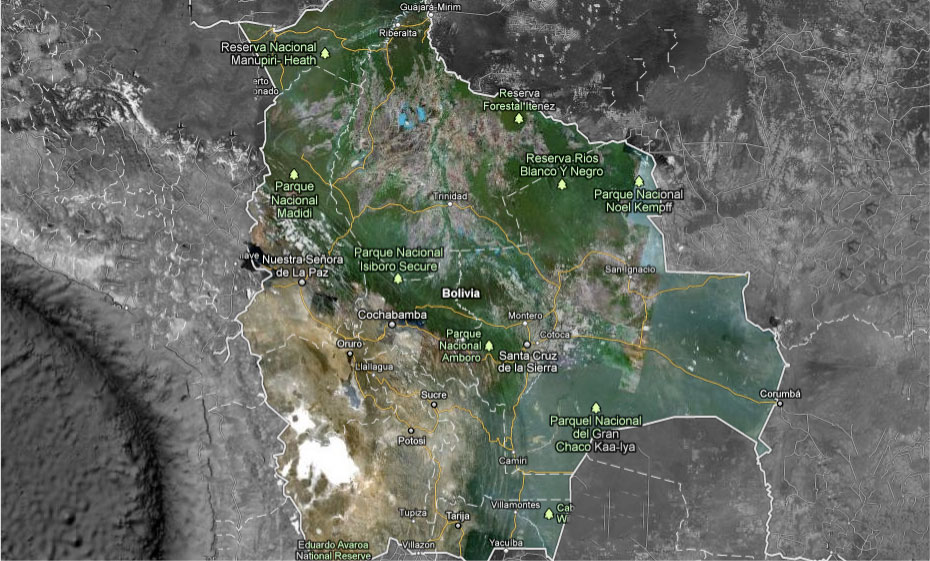 Guajará-Mirim
Riberalta
Reserva Nacional
Manupiri- Heath
erto
onado
Reserva
Forestal Itenez
Reserva Rios
Blanco Y Negro
Parque Nacional
Noel Kempff
Parque
Nacional
Madidi
Trinidad
Parque Nacional
Isiboro Secure
Nuestra Señora
de La Paz
San Ignacio
Bolivia
Cochabamba
Montero
Parque
Nacional
Amboro
Cotoca
Santa Cruz
de la Sierra
Oruro
Llallagua
Sucre
Corumbá
Potosí
Parquel Nacional
del Gran
Chaco Kaa-Iya
Camiri
Villamontes
Cab
Wi
Tupiza
Tarija
Villazón
Yacuiba
Eduardo Avaroa
National Reserve